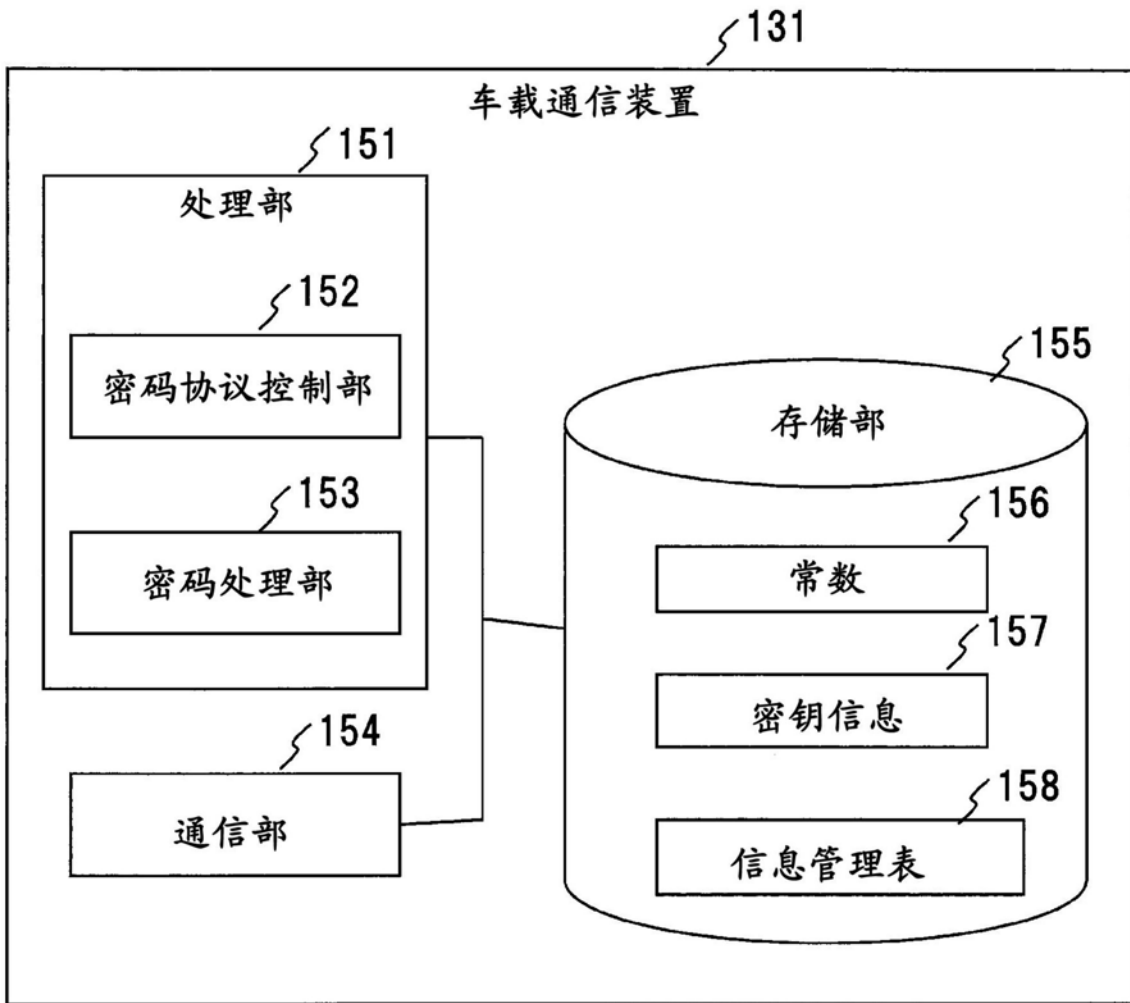 131
车载通信装置
151
处理部
152
密码协议控制部
153
密码处理部
154
通信部
155
存储部
156
常数
157
密钥信息
158
信息管理表